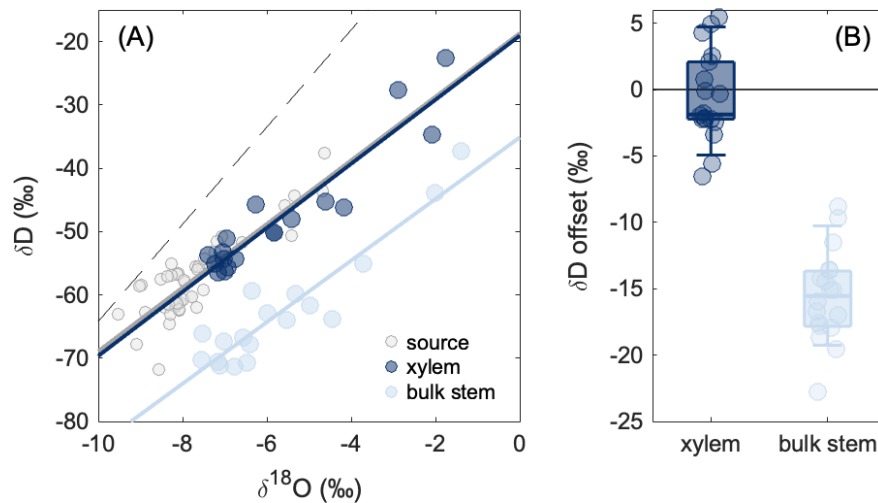 (A)
-20
-30
-40
-50
-60
-70
-80
δD (‰)
-10
-8
-6
-4
-2
0
δ18O (‰)
source
xylem
bulk stem
(B)
5
0
-5
-10
-15
-20
-25
δD offset (‰)
xylem
bulk stem